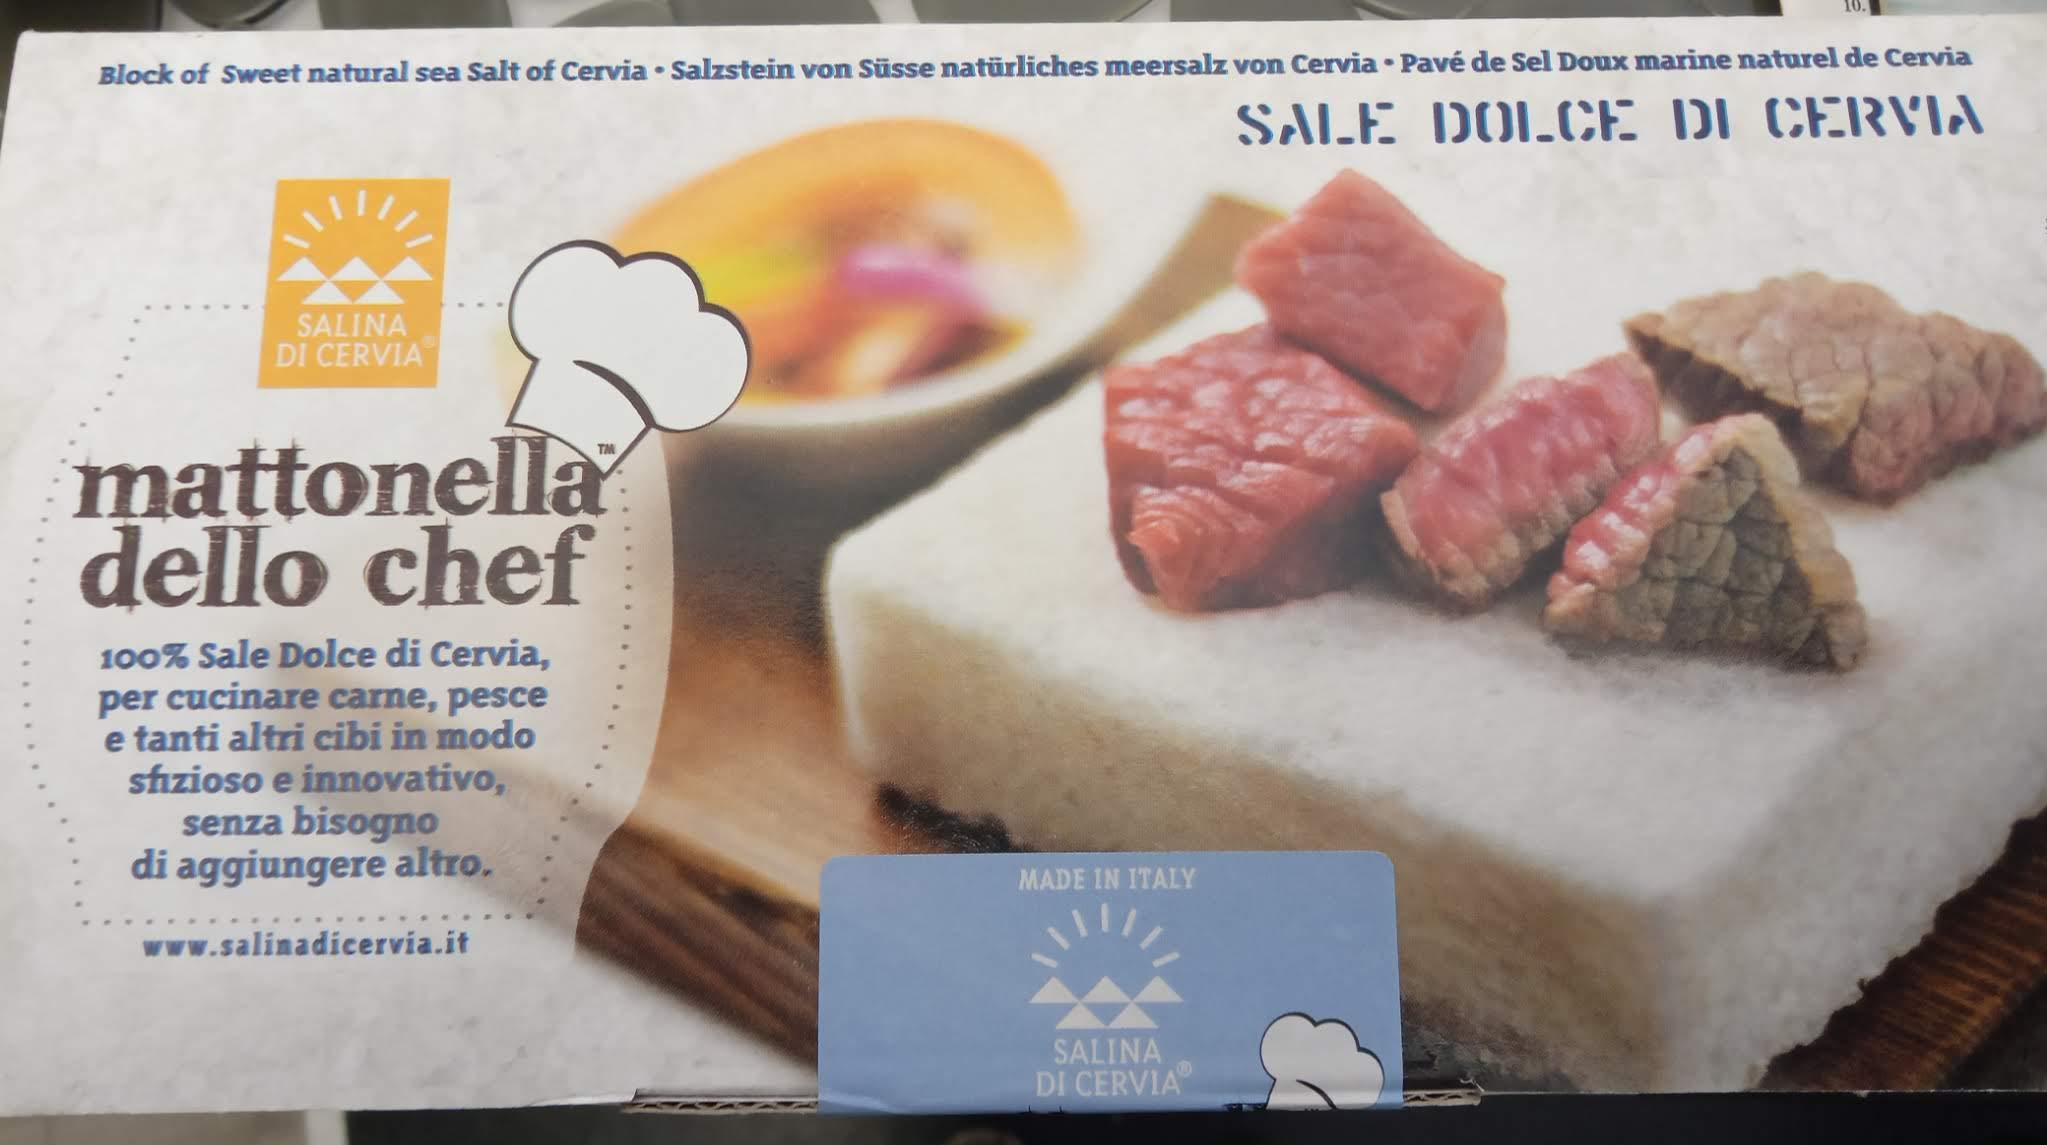 10.
Block of Sweet natural sea Salt of Cervia • Salzstein von Süsse natürliches meersalz von Cervia • Pavé de Sel Doux marine naturel de Cervia
SALE DOLCE DI CERVIA
SALINA
DI CERVIA®
mattonella™
dello chef
100% Sale Dolce di Cervia,
per cucinare carne, pesce
e tanti altri cibi in modo
sfizioso e innovativo,
senza bisogno
di aggiungere altro.
www.salinadicervia.it
MADE IN ITALY
SALINA
DI CERVIA®